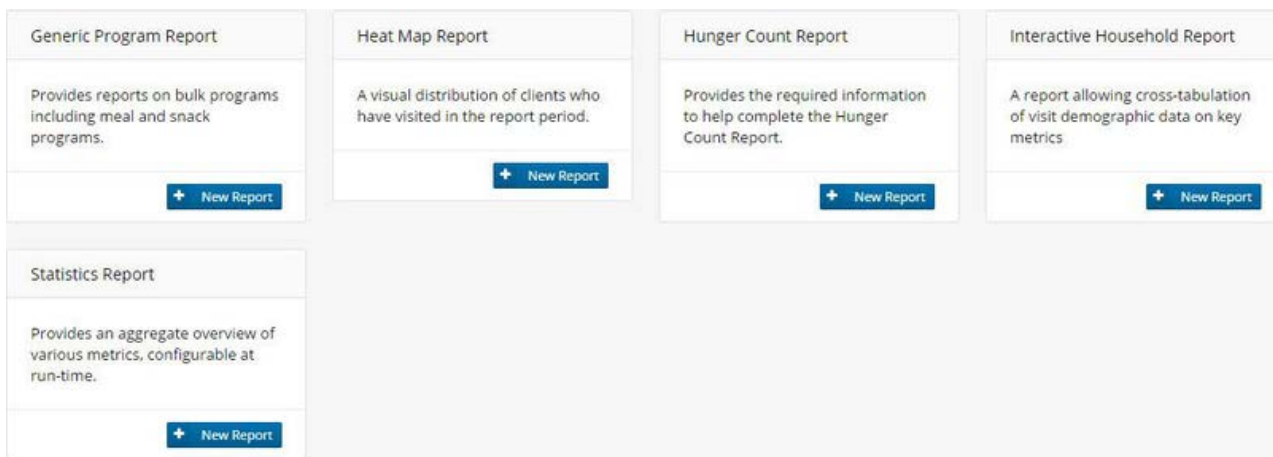 Generic Program Report
Provides reports on bulk programs
including meal and snack
programs.
New Report
Heat Map Report
A visual distribution of clients who
have visited in the report period.
New Report
Hunger Count Report
Provides the required information
to help complete the Hunger
Count Report.
New Report
Interactive Household Report
A report allowing cross-tabulation
of visit demographic data on key
metrics
New Report
Statistics Report
Provides an aggregate overview of
various metrics, configurable at
run-time.
New Report